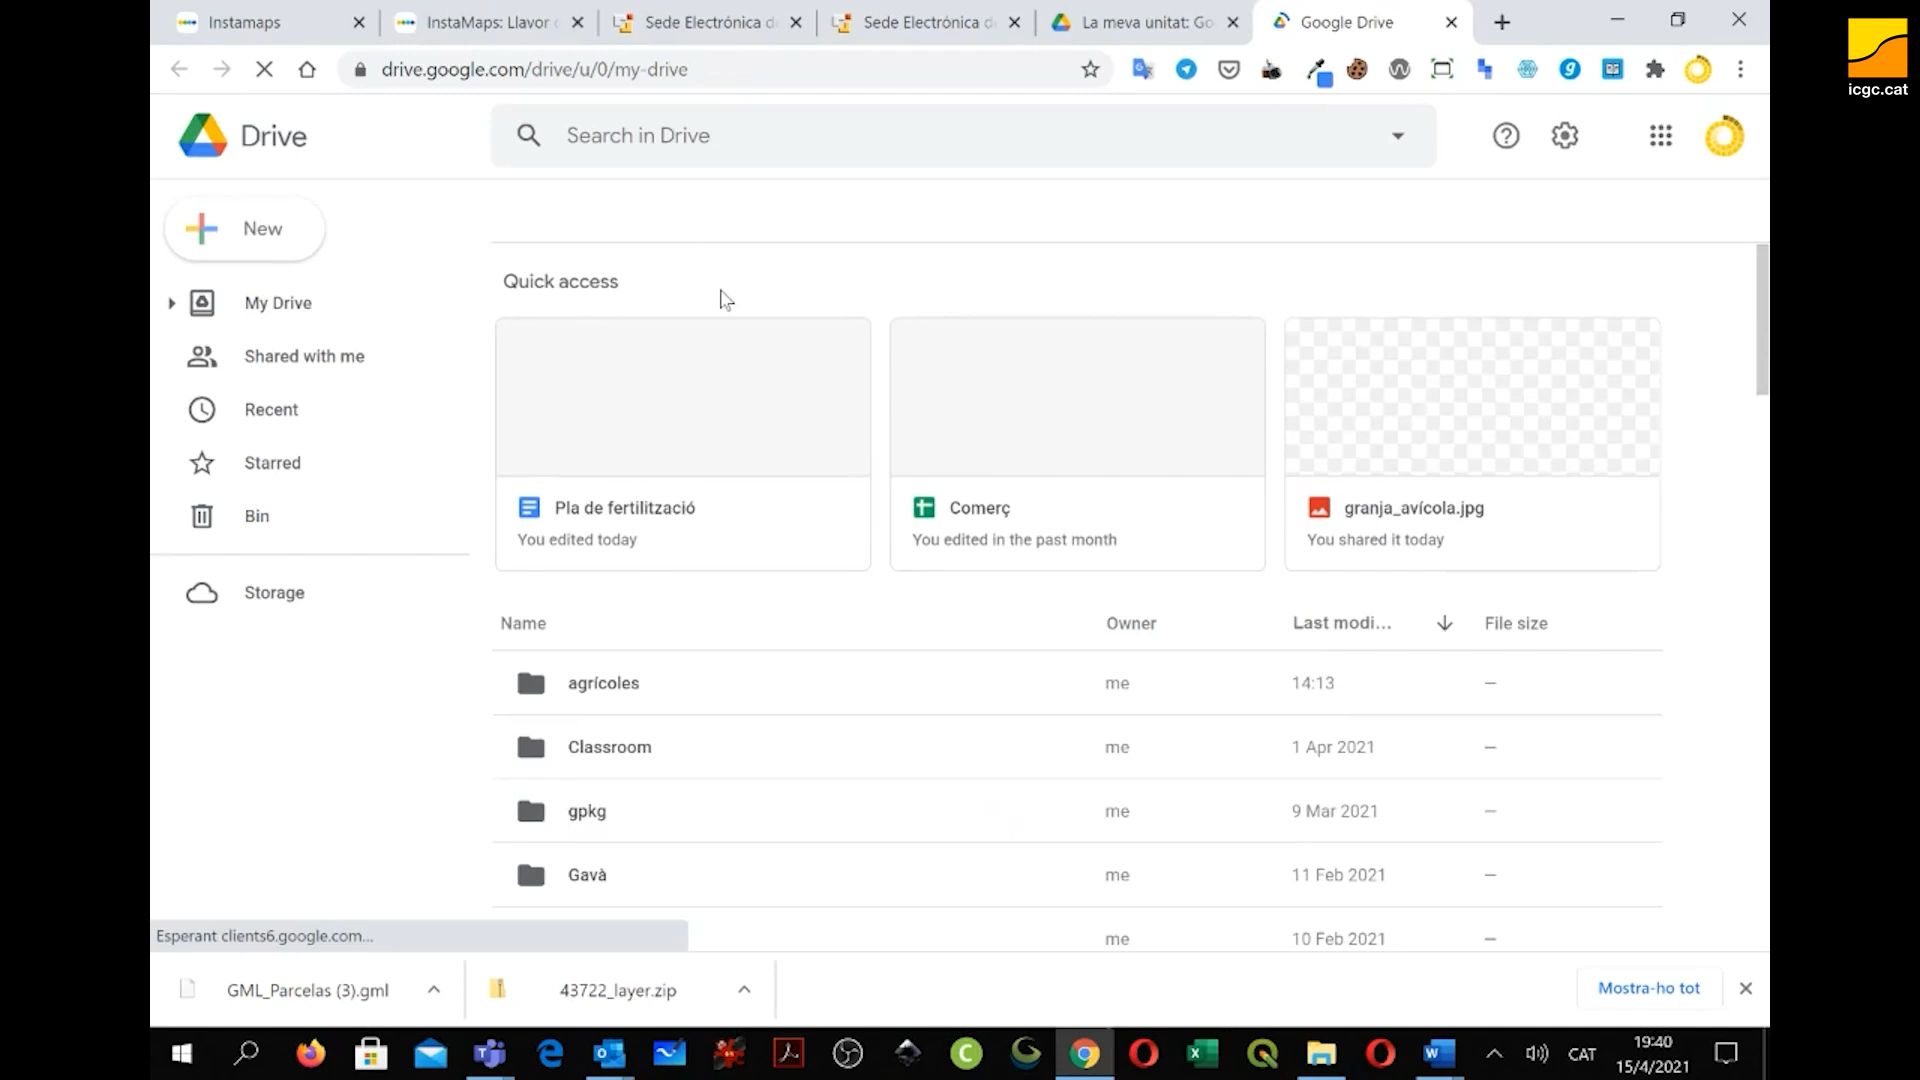 Instamaps
InstaMaps: Llavor
Sede Electrónica d
Sede Electrónica de
La meva unitat: Go
Google Drive
drive.google.com/drive/u/0/my-drive
icgc.cat
Drive
Search in Drive
New
My Drive
Shared with me
Recent
Starred
Bin
Storage
Quick access
Pla de fertilització
You edited today
Comerç
You edited in the past month
granja_avícola.jpg
You shared it today
Name Owner Last modi... File size
agrícoles me 14:13 –
Classroom me 1 Apr 2021 –
gpkg me 9 Mar 2021 –
Gavà me 11 Feb 2021 –
me 10 Feb 2021 –
Esperant clients6.google.com...
GML_Parcelas (3).gml
43722_layer.zip
Mostra-ho tot
CAT
19:40
15/4/2021